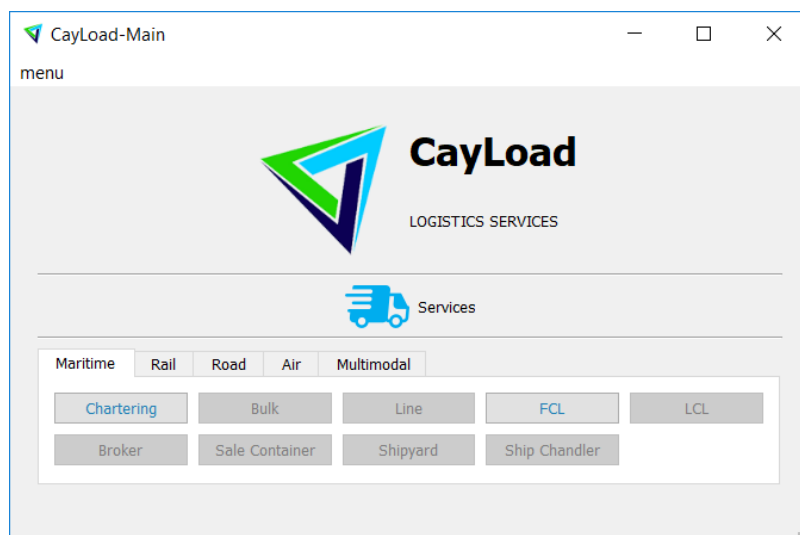 CayLoad-Main
menu
CayLoad
LOGISTICS SERVICES
Services
Maritime Rail Road Air Multimodal
Chartering Bulk Line FCL LCL
Broker Sale Container Shipyard Ship Chandler